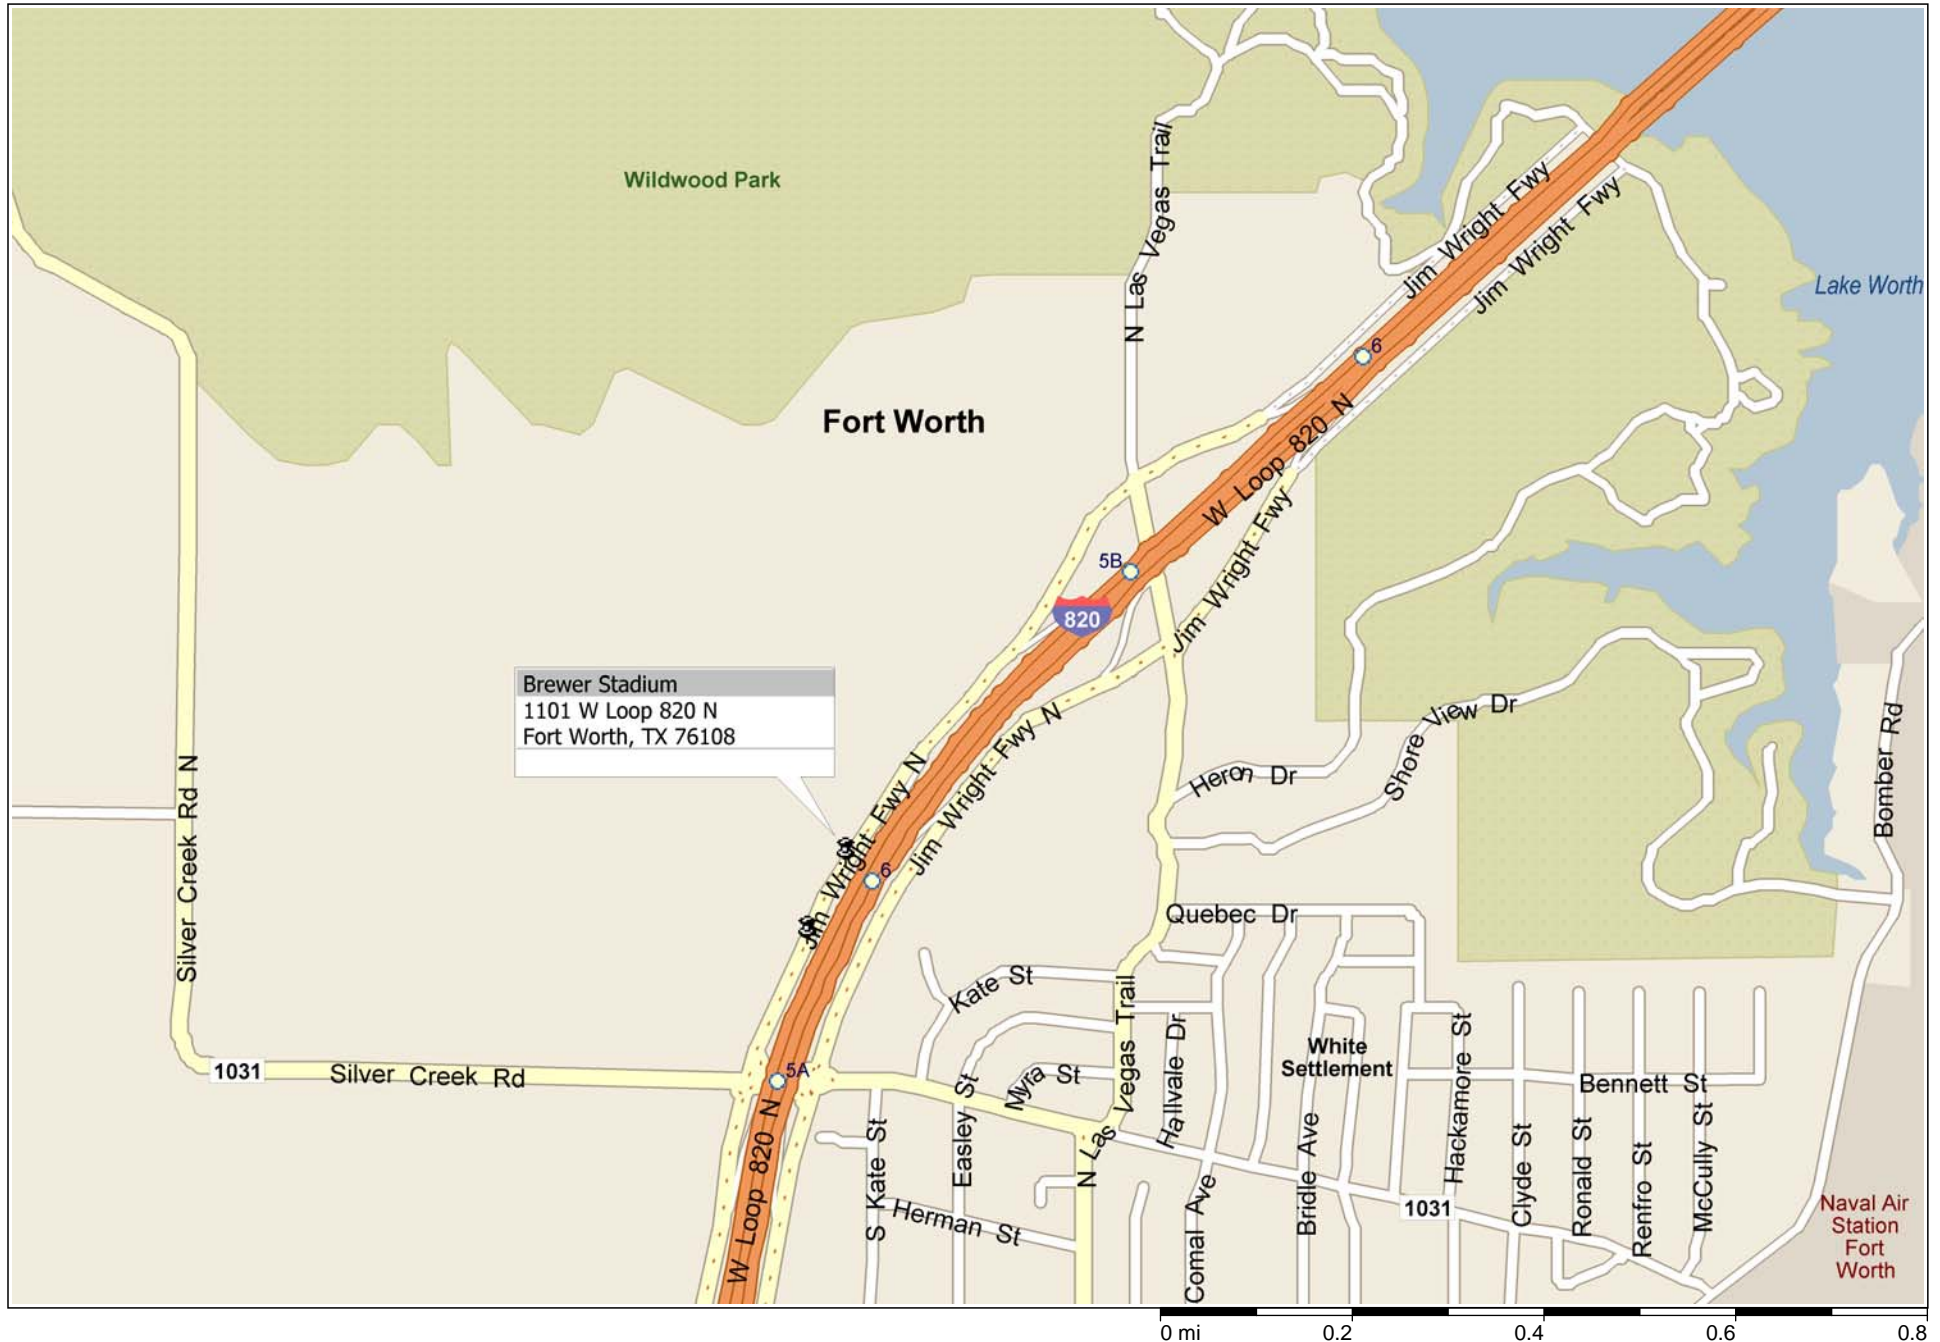 Wildwood Park
N Las Vegas Trail
Jim Wright Fwy
Jim Wright Fwy
Lake Worth
6
Fort Worth
W Loop 820 N
Jim Wright Fwy
5B
820
Brewer Stadium
1101 W Loop 820 N
Fort Worth, TX 76108
Jim Wright Fwy N
Jim Wright Fwy N
6
Silver Creek Rd N
Heron Dr
Shore View Dr
Bomber Rd
Quebec Dr
Kate St
N Las Vegas Trail
Hallvale Dr
White
Settlement
Hackamore St
1031
Silver Creek Rd
5A
Myra St
Easley St
Bennett St
W Loop 820 N
S Kate St
Herman St
N Las
Comal Ave
Bridle Ave
1031
Clyde St
Ronald St
Renfro St
McCully St
Naval Air
Station
Fort
Worth
0 mi 0.2 0.4 0.6 0.8